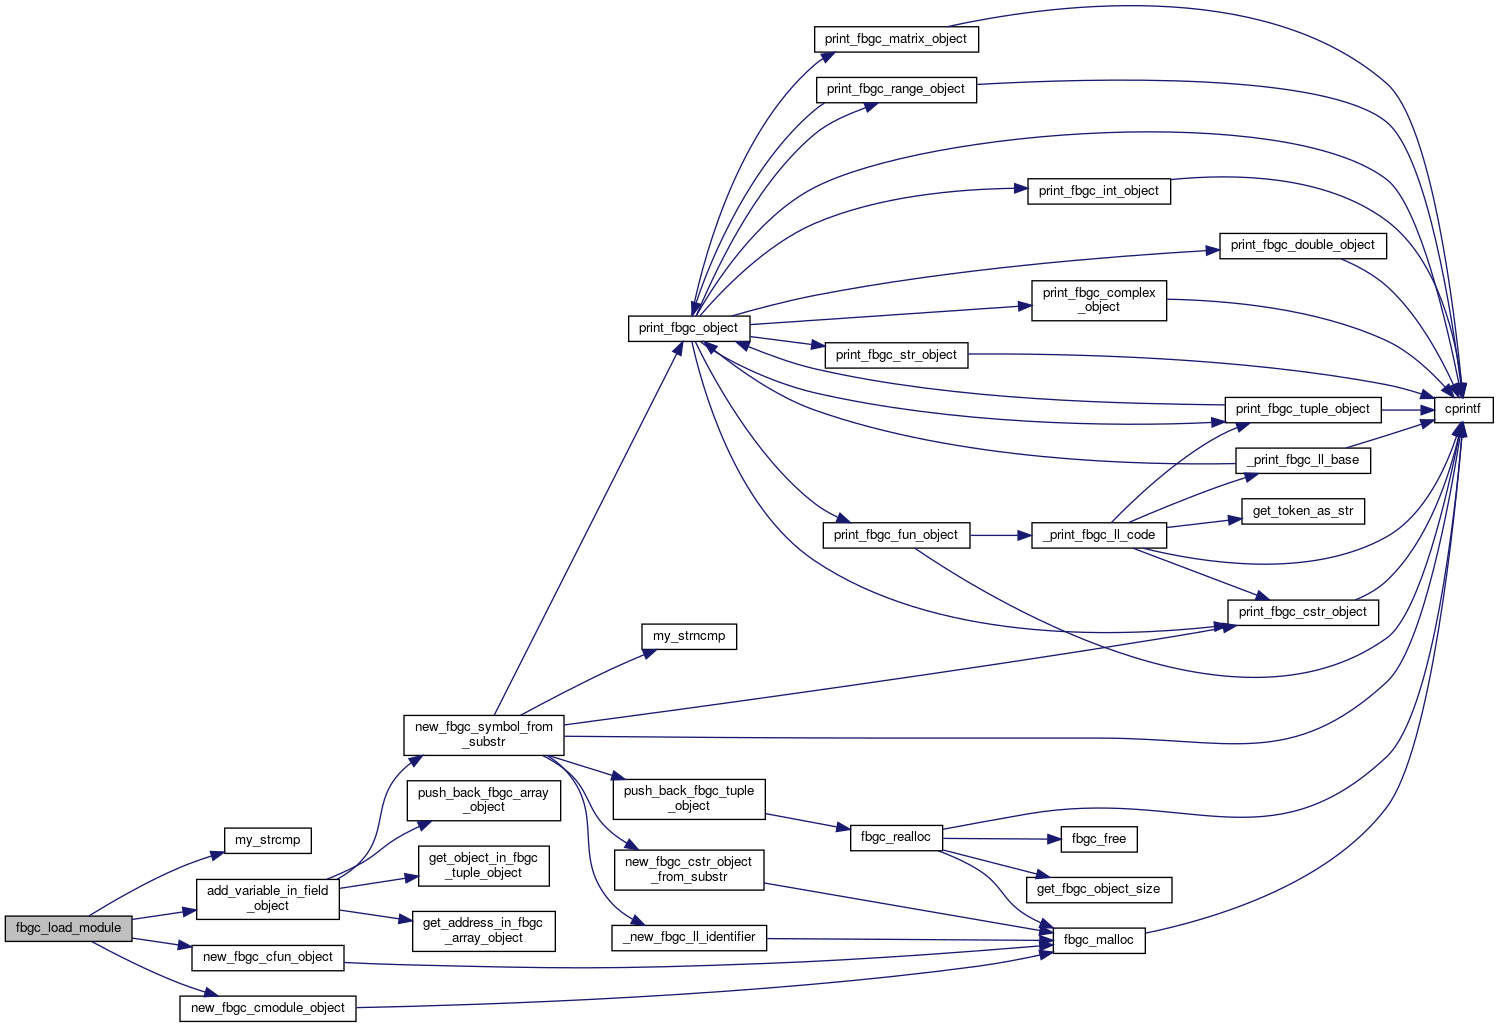 print_fbgc_matrix_object
print_fbgc_range_object
print_fbgc_int_object
print_fbgc_double_object
print_fbgc_complex
_object
print_fbgc_object
print_fbgc_str_object
print_fbgc_tuple_object
cprintf
_print_fbgc_ll_base
get_token_as_str
print_fbgc_fun_object
_print_fbgc_ll_code
print_fbgc_cstr_object
my_strncmp
new_fbgc_symbol_from
_substr
push_back_fbgc_array
_object
push_back_fbgc_tuple
_object
my_strcmp
fbgc_realloc
fbgc_free
get_object_in_fbgc
_tuple_object
new_fbgc_cstr_object
_from_substr
get_fbgc_object_size
add_variable_in_field
_object
fbgc_load_module
get_address_in_fbgc
_array_object
_new_fbgc_ll_identifier
fbgc_malloc
new_fbgc_cfun_object
new_fbgc_cmodule_object